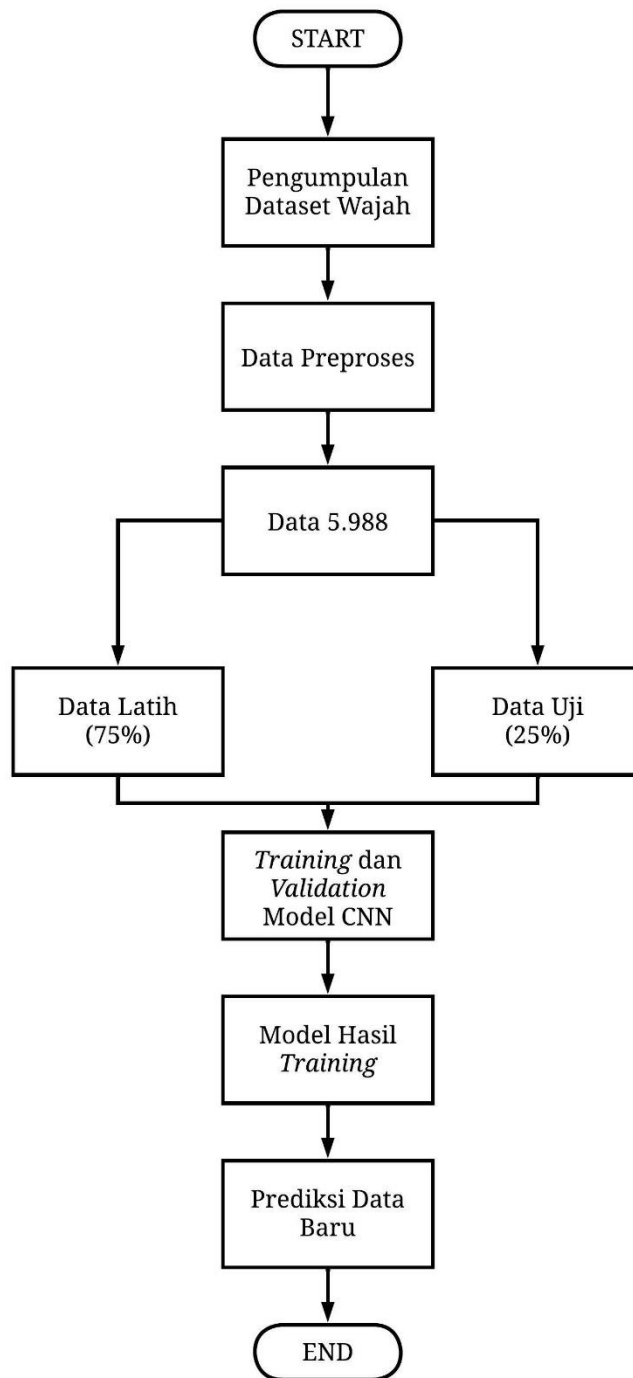 START
Pengumpulan
Dataset Wajah
Data Preproses
Data 5.988
Data Latih
(75%)
Data Uji
(25%)
Training dan
Validation
Model CNN
Model Hasil
Training
Prediksi Data
Baru
END